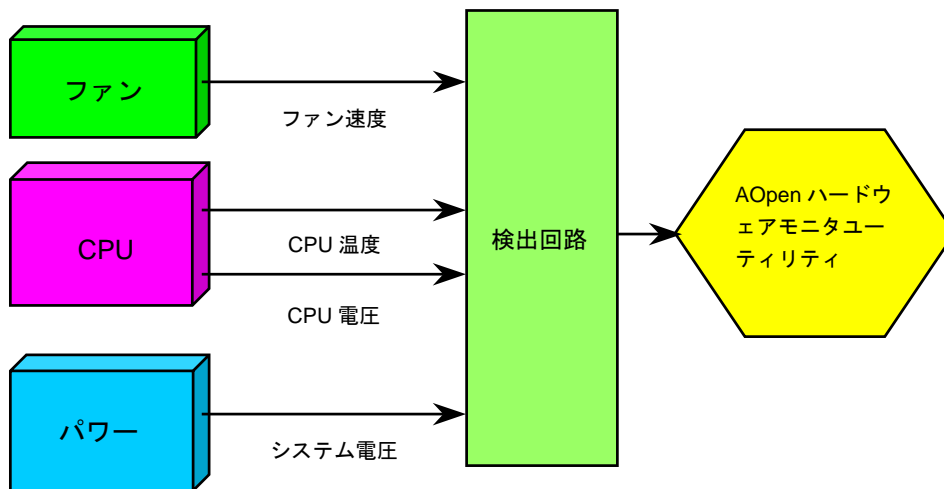 ファン
ファン速度
CPU
CPU 温度
CPU 電圧
パワー
システム電圧
検出回路
AOpen ハードウ
ェアモニタユー
ティリティ